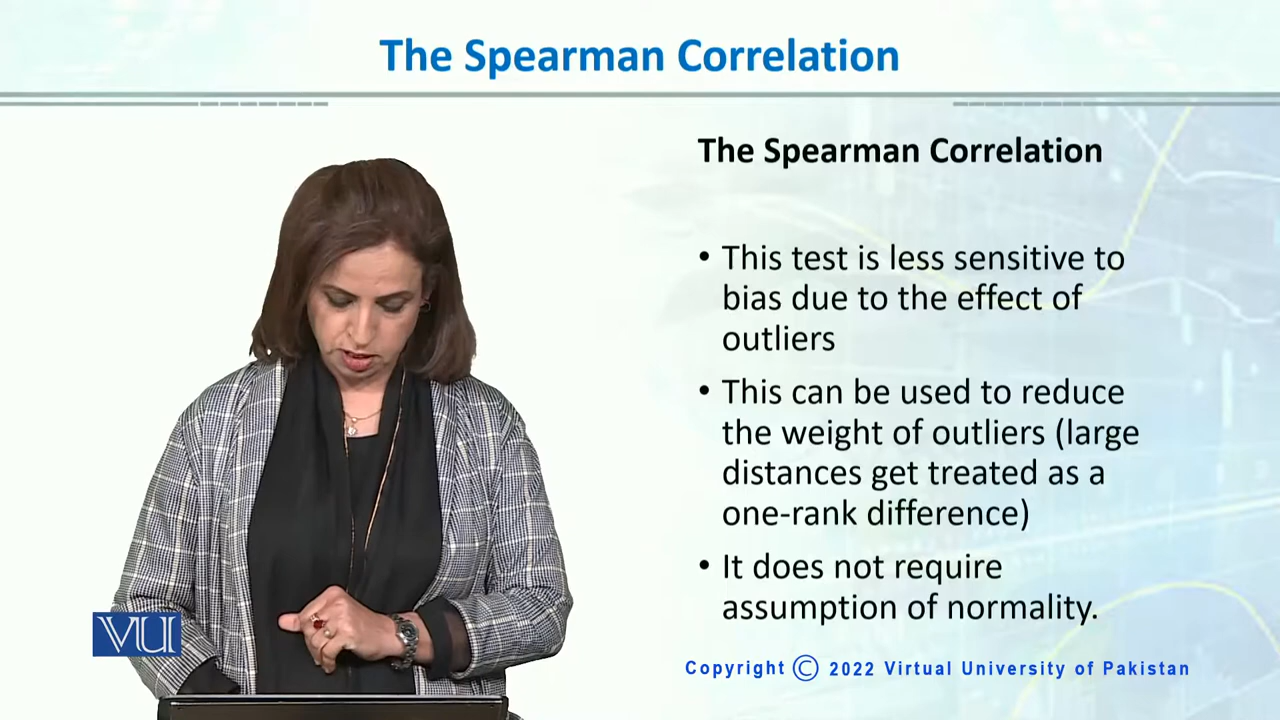 The Spearman Correlation
The Spearman Correlation
• This test is less sensitive to
bias due to the effect of
outliers
• This can be used to reduce
the weight of outliers (large
distances get treated as a
one-rank difference)
• It does not require
assumption of normality.
VU
Copyright © 2022 Virtual University of Pakistan